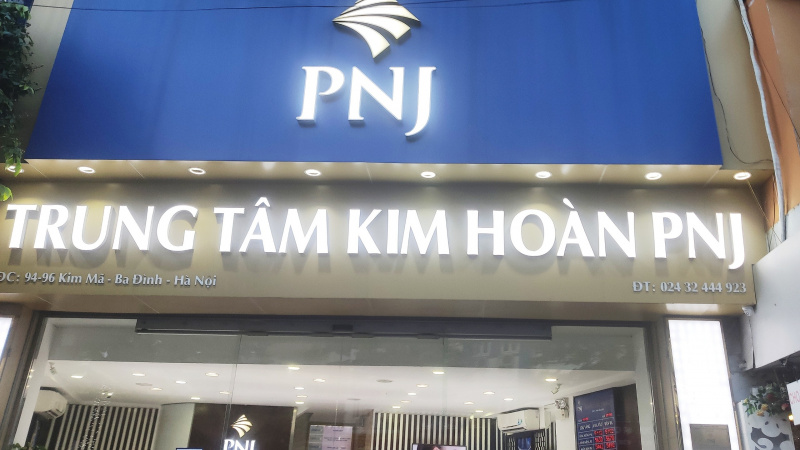 PNJ
TRUNG TÂM KIM HOÀN PNJ
ĐC: 94-96 Kim Mã - Ba Đình - Hà Nội
ĐT: 024 32 444 923
PNJ